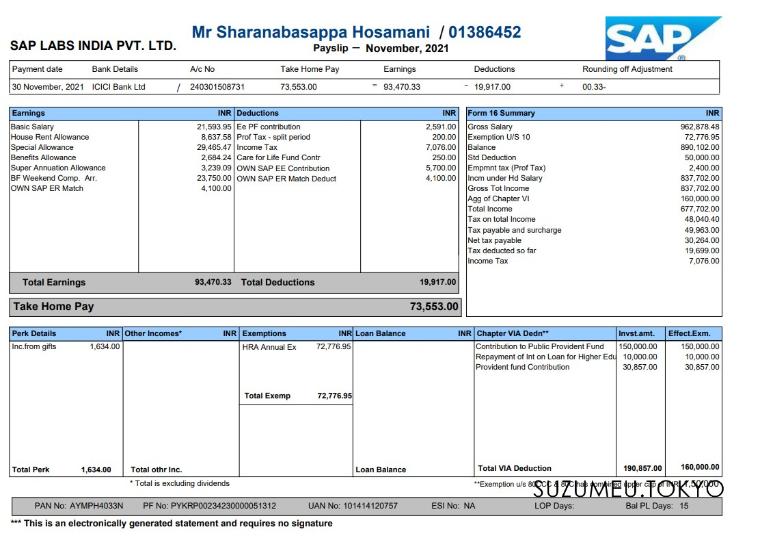 Mr Sharanabasappa Hosamani / 01386452
SAP LABS INDIA PVT. LTD.
Payslip – November, 2021
SAP
Payment date Bank Details A/c No Take Home Pay Earnings Deductions Rounding off Adjustment
30 November, 2021 ICICI Bank Ltd / 240301508731 73,553.00 = 93,470.33 - 19,917.00 + 00.33-
Earnings INR Deductions INR Form 16 Summary INR
Basic Salary 21,593.95 Ee PF contribution 2,591.00 Gross Salary 962,878.48
House Rent Allowance 8,637.58 Prof Tax - split period 200.00 Exemption U/S 10 72,776.95
Special Allowance 29,465.47 Income Tax 7,076.00 Balance 890,102.00
Benefits Allowance 2,684.24 Care for Life Fund Contr 250.00 Std Deduction 50,000.00
Super Annuation Allowance 3,239.09 OWN SAP EE Contribution 5,700.00 Empmnt tax (Prof Tax) 2,400.00
BF Weekend Comp. Arr. 23,750.00 OWN SAP ER Match Deduct 4,100.00 Incm under Hd Salary 837,702.00
OWN SAP ER Match 4,100.00 Gross Tot Income 837,702.00
Agg of Chapter VI 160,000.00
Total Income 677,702.00
Tax on total Income 48,040.40
Tax payable and surcharge 49,963.00
Net tax payable 30,264.00
Tax deducted so far 19,699.00
Income Tax 7,076.00
Total Earnings 93,470.33 Total Deductions 19,917.00
Take Home Pay 73,553.00
Perk Details INR Other Incomes* INR Exemptions INR Loan Balance INR Chapter VIA Dedn** Invst.amt. Effect.Exm.
Inc.from gifts 1,634.00 HRA Annual Ex 72,776.95 Contribution to Public Provident Fund 150,000.00 150,000.00
Repayment of Int on Loan for Higher Edu 10,000.00 10,000.00
Provident fund Contribution 30,857.00 30,857.00
Total Exemp 72,776.95
Total Perk 1,634.00 Total othr Inc. Loan Balance Total VIA Deduction 190,857.00 160,000.00
* Total is excluding dividends **Exemption u/s 80CCC & 80C has combined upper cap of INR 1,50,000
SUZUMEU.TOKYO
PAN No: AYMPH4033N PF No: PYKRP00234230000051312 UAN No: 101414120757 ESI No: NA LOP Days: Bal PL Days: 15
*** This is an electronically generated statement and requires no signature